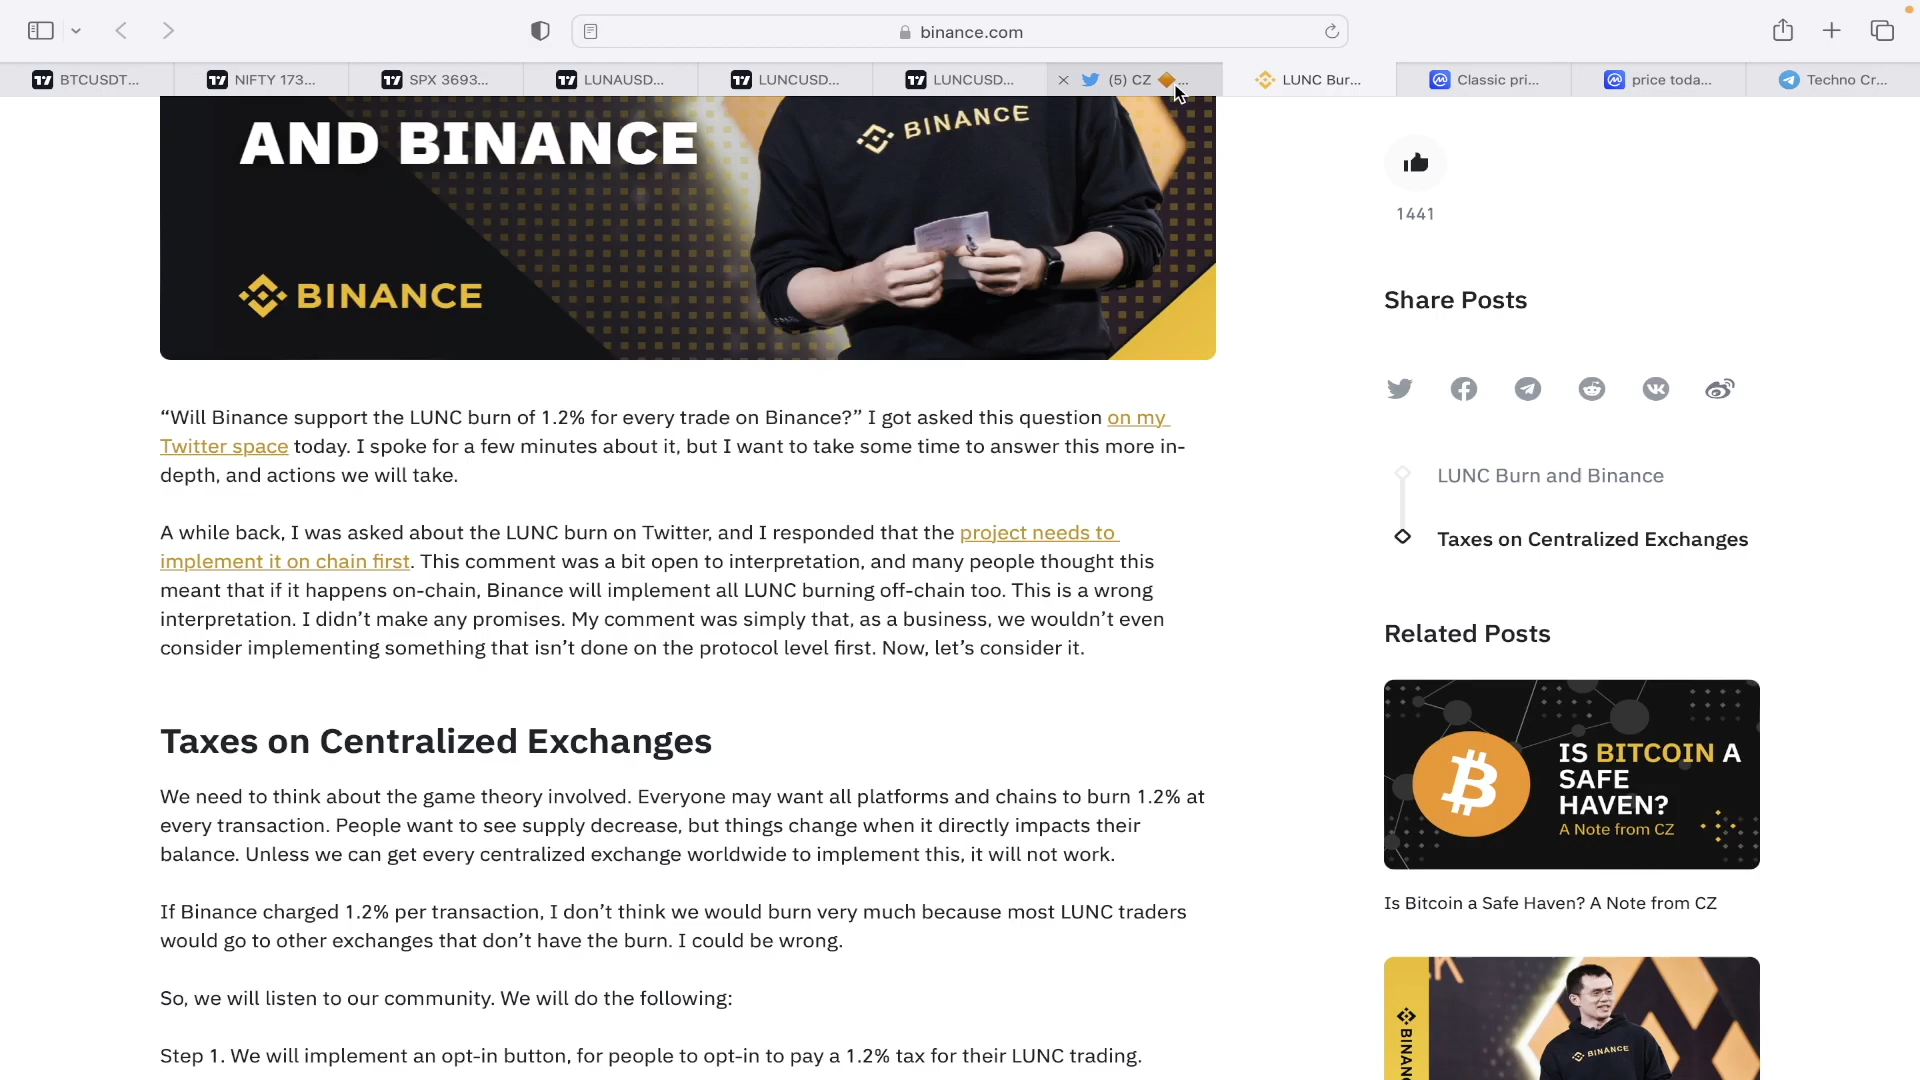 binance.com
BTCUSDT...
NIFTY 173...
SPX 3693...
LUNAUSD...
LUNCUSD...
LUNCUSD...
(5) CZ ...
LUNC Bur...
Classic pri...
price toda...
Techno Cr...
AND BINANCE
BINANCE
BINANCE
“Will Binance support the LUNC burn of 1.2% for every trade on Binance?” I got asked this question on my
Twitter space today. I spoke for a few minutes about it, but I want to take some time to answer this more in-
depth, and actions we will take.
A while back, I was asked about the LUNC burn on Twitter, and I responded that the project needs to
implement it on chain first. This comment was a bit open to interpretation, and many people thought this
meant that if it happens on-chain, Binance will implement all LUNC burning off-chain too. This is a wrong
interpretation. I didn’t make any promises. My comment was simply that, as a business, we wouldn’t even
consider implementing something that isn’t done on the protocol level first. Now, let’s consider it.
Taxes on Centralized Exchanges
We need to think about the game theory involved. Everyone may want all platforms and chains to burn 1.2% at
every transaction. People want to see supply decrease, but things change when it directly impacts their
balance. Unless we can get every centralized exchange worldwide to implement this, it will not work.
If Binance charged 1.2% per transaction, I don’t think we would burn very much because most LUNC traders
would go to other exchanges that don’t have the burn. I could be wrong.
So, we will listen to our community. We will do the following:
Step 1. We will implement an opt-in button, for people to opt-in to pay a 1.2% tax for their LUNC trading.
1441
Share Posts
LUNC Burn and Binance
Taxes on Centralized Exchanges
Related Posts
IS BITCOIN A
SAFE
HAVEN?
A Note from CZ
Is Bitcoin a Safe Haven? A Note from CZ
BINANCE
BINANC